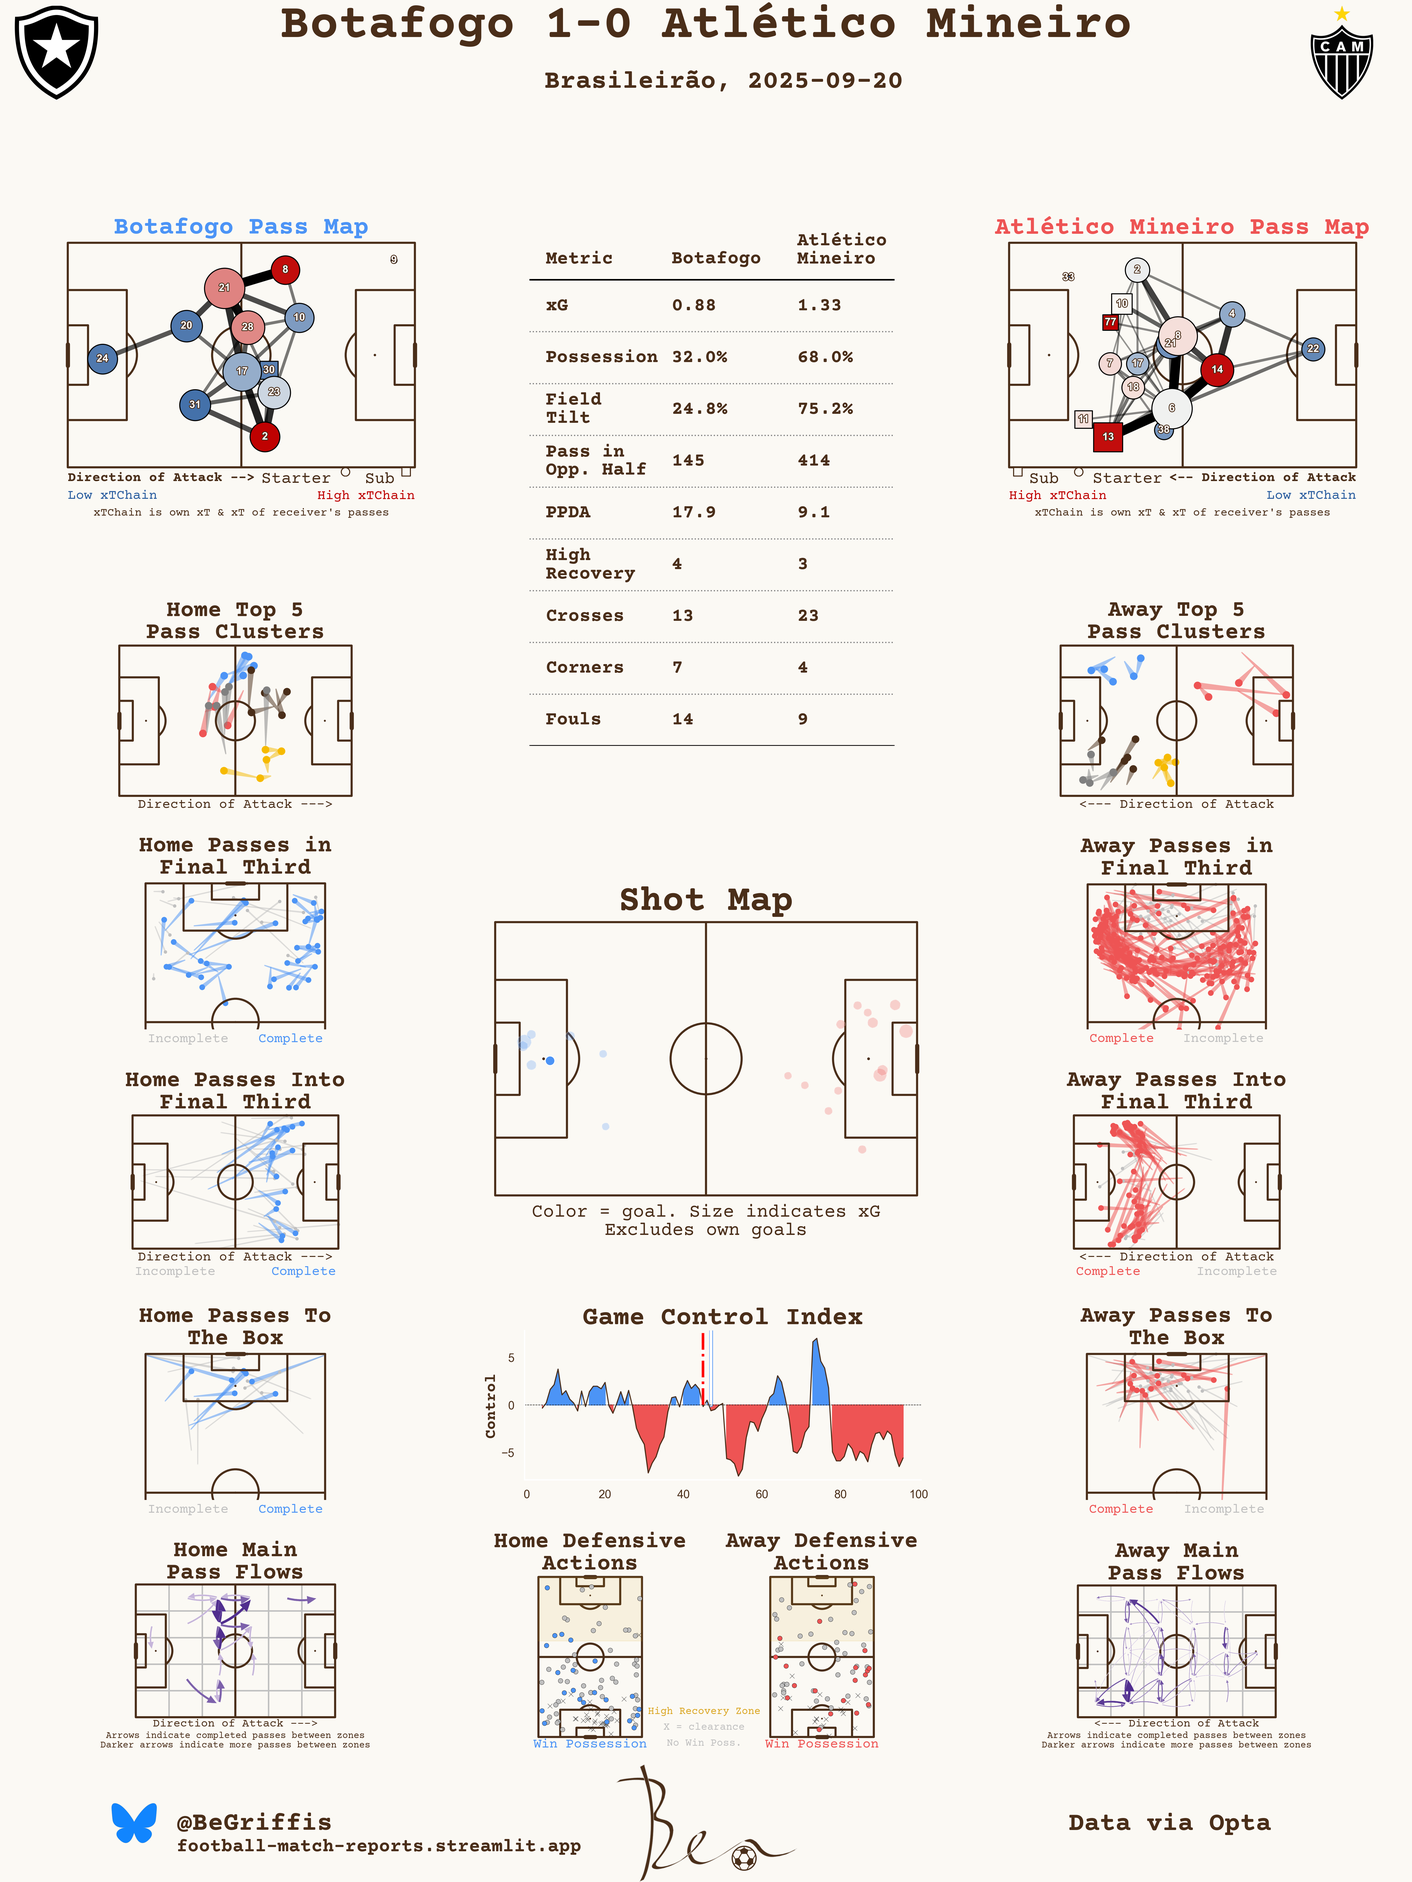 Botafogo 1-0 Atlético Mineiro
Brasileirão, 2025-09-20
CAM
Botafogo Pass Map
24
20
31
21
28
17
8
10
30
23
2
9
Direction of Attack -->
Starter
Sub
Low xTChain
High xTChain
xTChain is own xT & xT of receiver's passes
Metric Botafogo Atlético Mineiro
xG 0.88 1.33
Possession 32.0% 68.0%
Field Tilt 24.8% 75.2%
Pass in Opp. Half 145 414
PPDA 17.9 9.1
High Recovery 4 3
Crosses 13 23
Corners 7 4
Fouls 14 9
Atlético Mineiro Pass Map
33
2
10
77
8
21
4
22
7
17
18
14
6
11
13
38
Sub
Starter
<-- Direction of Attack
High xTChain
Low xTChain
xTChain is own xT & xT of receiver's passes
Home Top 5
Pass Clusters
Direction of Attack --->
Away Top 5
Pass Clusters
<--- Direction of Attack
Home Passes in
Final Third
Incomplete
Complete
Away Passes in
Final Third
Complete
Incomplete
Shot Map
Color = goal. Size indicates xG
Excludes own goals
Home Passes Into
Final Third
Direction of Attack --->
Incomplete
Complete
Away Passes Into
Final Third
<--- Direction of Attack
Complete
Incomplete
Home Passes To
The Box
Incomplete
Complete
Game Control Index
Control
5
0
−5
0 20 40 60 80 100
Away Passes To
The Box
Complete
Incomplete
Home Main
Pass Flows
Direction of Attack --->
Arrows indicate completed passes between zones
Darker arrows indicate more passes between zones
Home Defensive
Actions
Win Possession
Away Defensive
Actions
Win Possession
High Recovery Zone
X = clearance
No Win Poss.
Away Main
Pass Flows
<--- Direction of Attack
Arrows indicate completed passes between zones
Darker arrows indicate more passes between zones
@BeGriffis
football-match-reports.streamlit.app
Ben
Data via Opta